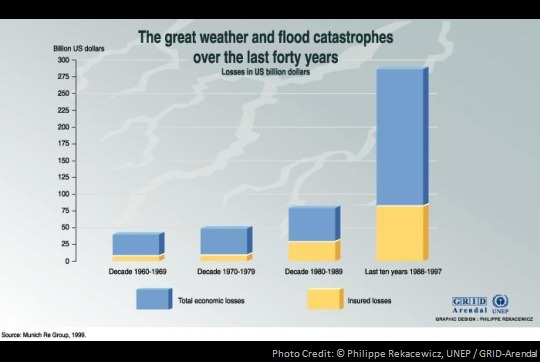 The great weather and flood catastrophes
over the last forty years
Losses in US billion dollars
Billion US dollars
300
275
250
225
200
175
150
125
100
75
50
25
0
Decade 1960-1969
Decade 1970-1979
Decade 1980-1989
Last ten years 1988-1997
Total economic losses
Insured losses
GRID
Arendal
UNEP
GRAPHIC DESIGN : PHILIPPE REKACEWICZ
Source: Munich Re Group, 1999.
Photo Credit: © Philippe Rekacewicz, UNEP / GRID-Arendal